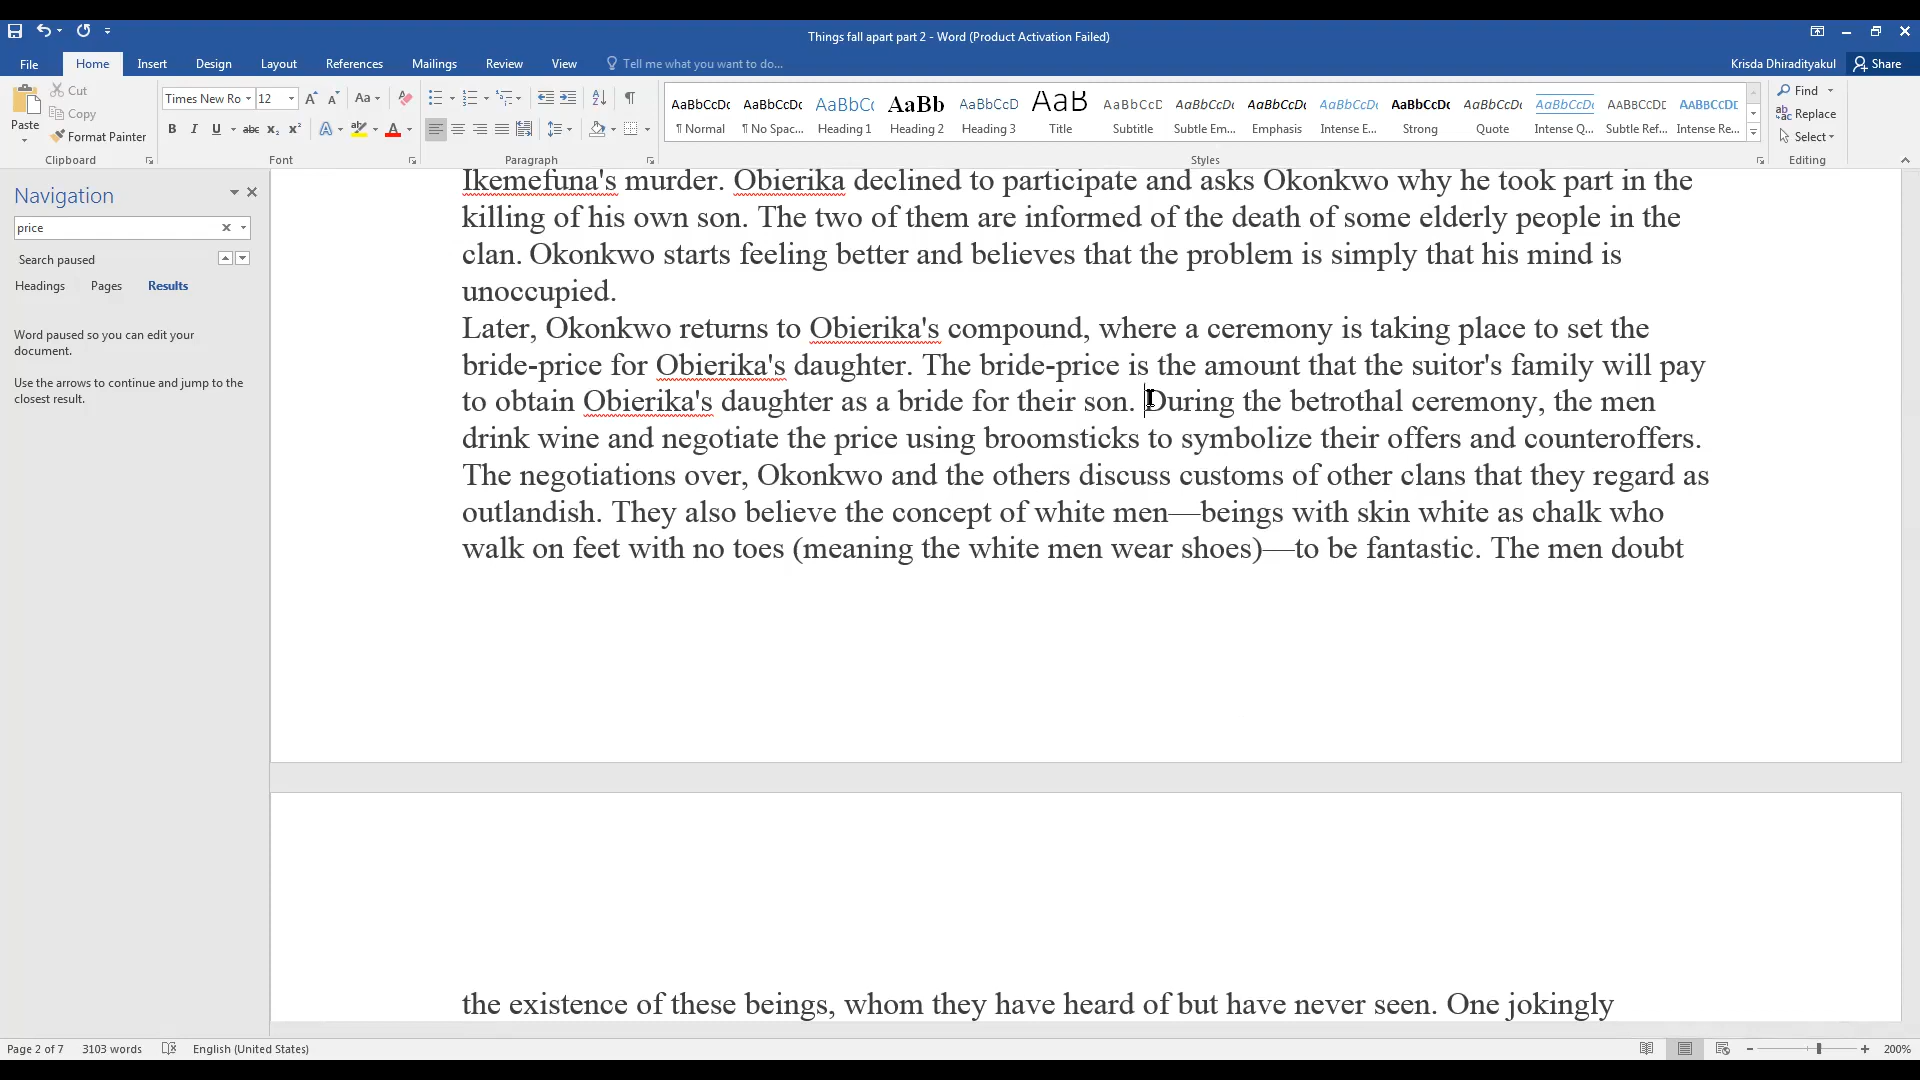 Things fall apart part 2 - Word (Product Activation Failed)
File Home Insert Design Layout References Mailings Review View Tell me what you want to do... Krisda Dhiradityakul Share
Paste
Cut
Copy
Format Painter
Clipboard
Times New Ro 12
Aa
B I U abc x₂ x² A A
Font
Paragraph
AaBbCcDc AaBbCcDc AaBbCc AaBb AaBbCcD AaB AaBbCcD AaBbCcDc AaBbCcDc AaBbCcDc AaBbCcDc AaBbCcDc AaBbCcDc AABBCCDE AABBCCDE
¶ Normal ¶ No Spac... Heading 1 Heading 2 Heading 3 Title Subtitle Subtle Em... Emphasis Intense E... Strong Quote Intense Q... Subtle Ref... Intense Re...
Styles
Find
Replace
Select
Editing
Navigation
price
Search paused
Headings Pages Results
Word paused so you can edit your
document.
Use the arrows to continue and jump to the
closest result.
Ikemefuna's murder. Obierika declined to participate and asks Okonkwo why he took part in the
killing of his own son. The two of them are informed of the death of some elderly people in the
clan. Okonkwo starts feeling better and believes that the problem is simply that his mind is
unoccupied.
Later, Okonkwo returns to Obierika's compound, where a ceremony is taking place to set the
bride-price for Obierika's daughter. The bride-price is the amount that the suitor's family will pay
to obtain Obierika's daughter as a bride for their son. During the betrothal ceremony, the men
drink wine and negotiate the price using broomsticks to symbolize their offers and counteroffers.
The negotiations over, Okonkwo and the others discuss customs of other clans that they regard as
outlandish. They also believe the concept of white men—beings with skin white as chalk who
walk on feet with no toes (meaning the white men wear shoes)—to be fantastic. The men doubt
the existence of these beings, whom they have heard of but have never seen. One jokingly
Page 2 of 7 3103 words English (United States) 200%